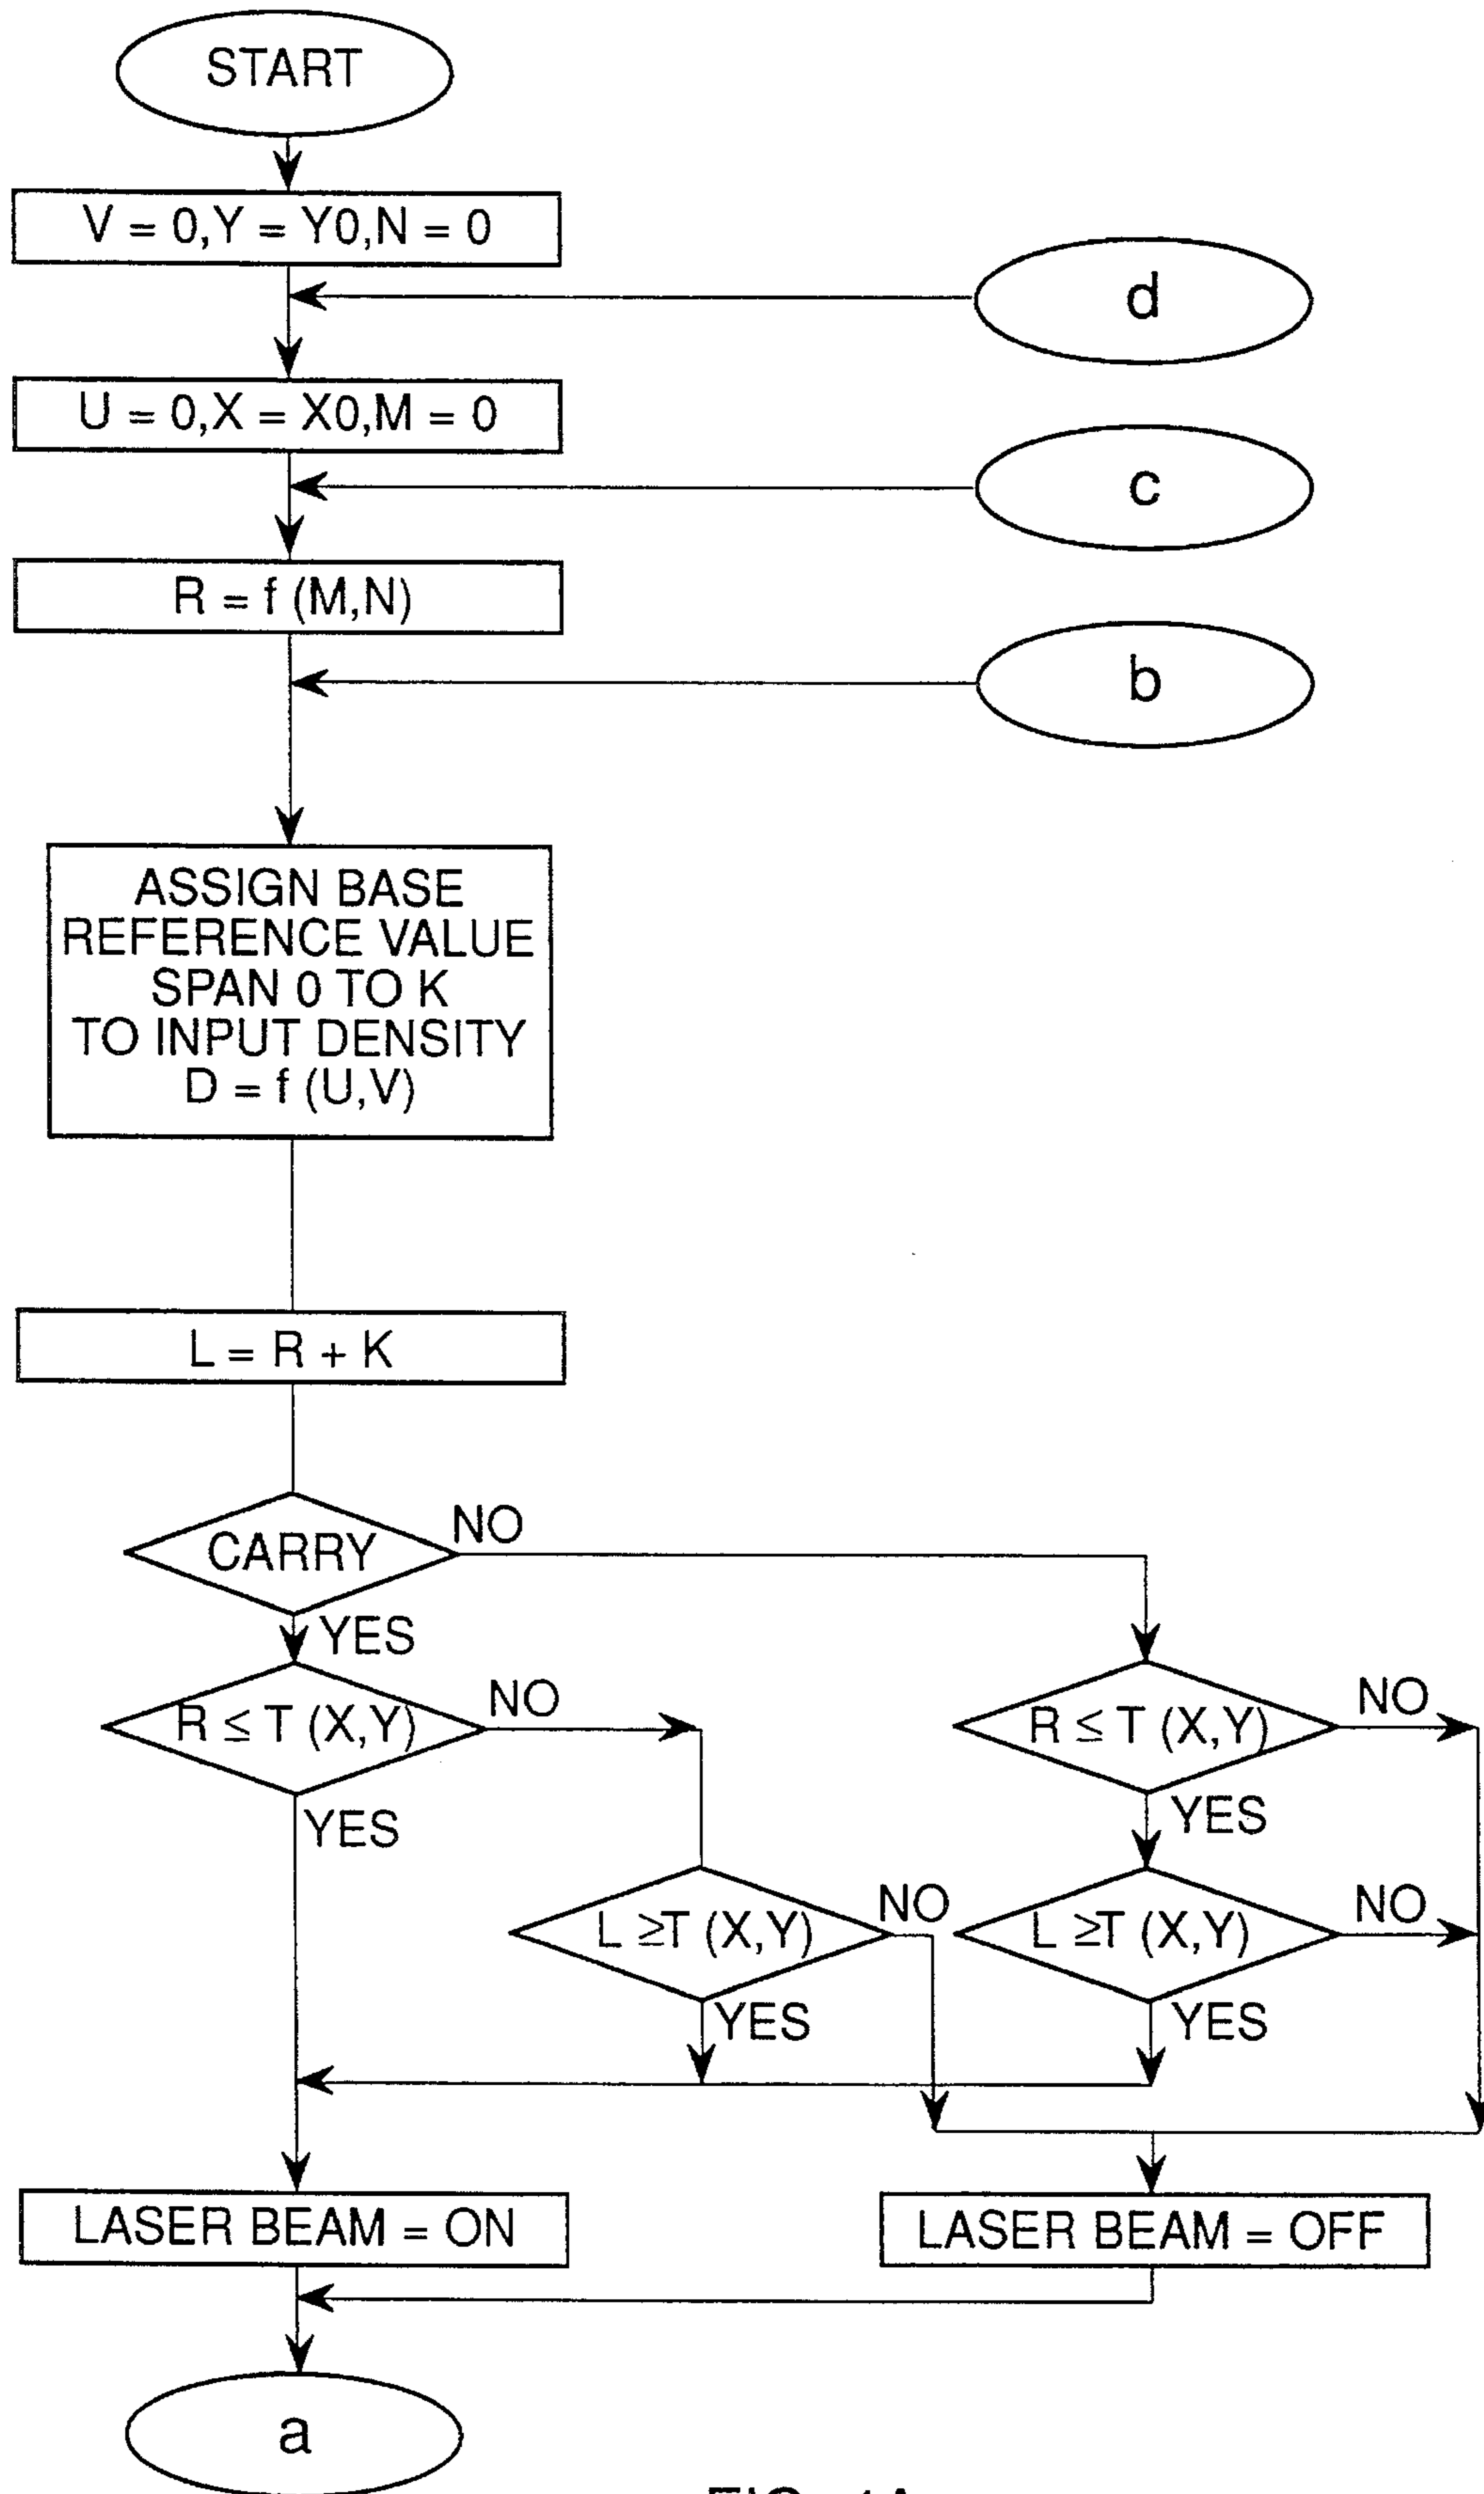 START
V = 0,Y = Y0,N = 0
d
U = 0,X = X0,M = 0
c
R = f (M,N)
b
ASSIGN BASE
REFERENCE VALUE
SPAN 0 TO K
TO INPUT DENSITY
D = f (U,V)
L = R + K
CARRY
NO
YES
R ≤ T (X,Y)
NO
R ≤ T (X,Y)
NO
YES
YES
L ≥T (X,Y)
NO
L ≥T (X,Y)
NO
YES
YES
LASER BEAM = ON
LASER BEAM = OFF
a